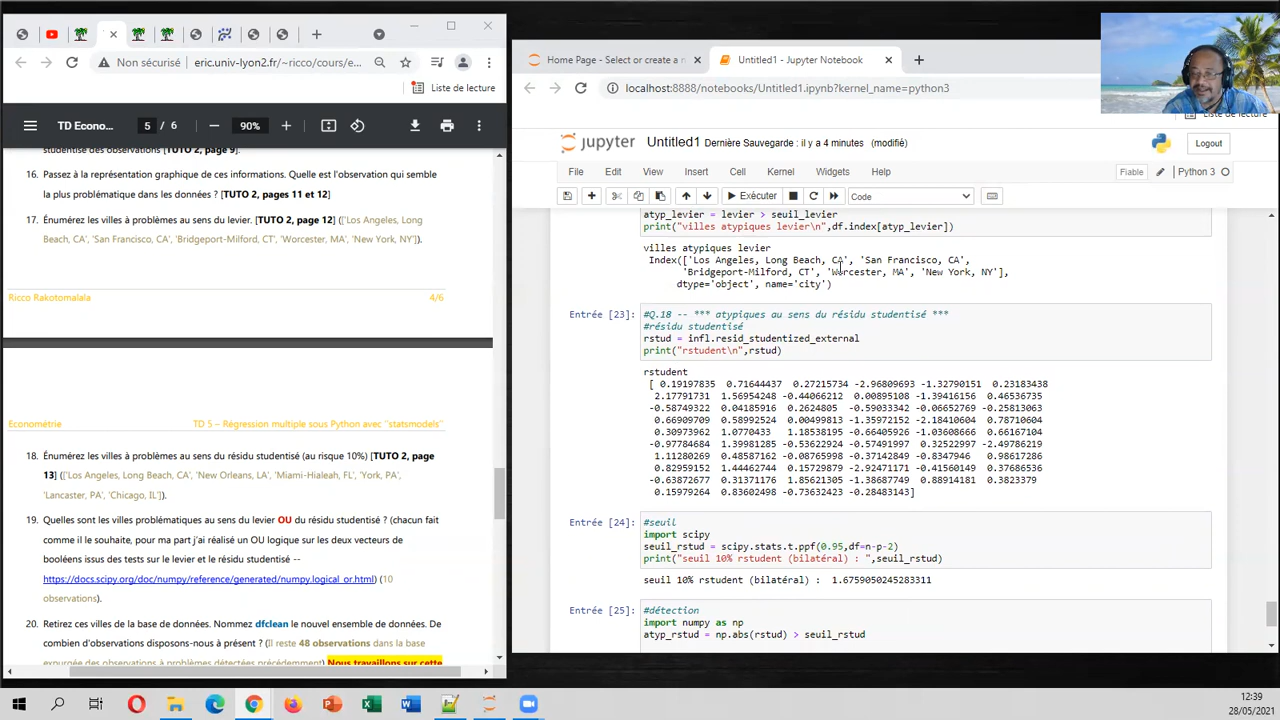 Non sécurisé
eric.univ-lyon2.fr/~ricco/cours/e...
Liste de lecture
TD Econo...
5 / 6
90%
studentisé des observations [TUTO 2, page 9].
16. Passez à la représentation graphique de ces informations. Quelle est l'observation qui semble
la plus problématique dans les données ? [TUTO 2, pages 11 et 12]
17. Énumérez les villes à problèmes au sens du levier. [TUTO 2, page 12] (['Los Angeles, Long
Beach, CA', 'San Francisco, CA', 'Bridgeport-Milford, CT', 'Worcester, MA', 'New York, NY']).
Ricco Rakotomalala
4/6
Econométrie
TD 5 – Régression multiple sous Python avec ''statsmodels''
18. Énumérez les villes à problèmes au sens du résidu studentisé (au risque 10%) [TUTO 2, page
13] (['Los Angeles, Long Beach, CA', 'New Orleans, LA', 'Miami-Hialeah, FL', 'York, PA',
'Lancaster, PA', 'Chicago, IL']).
19. Quelles sont les villes problématiques au sens du levier OU du résidu studentisé ? (chacun fait
comme il le souhaite, pour ma part j'ai réalisé un OU logique sur les deux vecteurs de
booléens issus des tests sur le levier et le résidu studentisé --
https://docs.scipy.org/doc/numpy/reference/generated/numpy.logical_or.html) (10
observations).
20. Retirez ces villes de la base de données. Nommez dfclean le nouvel ensemble de données. De
combien d'observations disposons-nous à présent ? (Il reste 48 observations dans la base
expurgée des observations à problèmes détectées précédemment) Nous travaillons sur cette
Home Page - Select or create a n
Untitled1 - Jupyter Notebook
localhost:8888/notebooks/Untitled1.ipynb?kernel_name=python3
Liste de lecture
jupyter
Untitled1
Dernière Sauvegarde : il y a 4 minutes
(modifié)
Logout
File
Edit
View
Insert
Cell
Kernel
Widgets
Help
Fiable
Python 3
Exécuter
Code
atyp_levier = levier > seuil_levier
print("villes atypiques levier\n",df.index[atyp_levier])
villes atypiques levier
Index(['Los Angeles, Long Beach, CA', 'San Francisco, CA',
'Bridgeport-Milford, CT', 'Worcester, MA', 'New York, NY'],
dtype='object', name='city')
Entrée [23]:
#Q.18 -- *** atypiques au sens du résidu studentisé ***
#résidu studentisé
rstud = infl.resid_studentized_external
print("rstudent\n",rstud)
rstudent
[ 0.19197835 0.71644437 0.27215734 -2.96809693 -1.32790151 0.23183438
2.17791731 1.56954248 -0.44066212 0.00895108 -1.39416156 0.46536735
-0.58749322 0.04185916 0.2624805 -0.59033342 -0.06652769 -0.25813063
0.66909709 0.58094023 0.00499953 -1.35972152 -2.18410604 0.78720973
0.30973962 1.0770433 1.18538195 -0.66405926 -1.03608666 0.66167104
-0.97784684 1.39981285 -0.53622924 -0.57491997 0.32522997 -2.49786219
1.11280269 0.48587162 -0.08765998 -0.37142849 -0.8347946 0.98617286
0.82959152 1.44462744 0.15729879 -2.92471171 -0.41560149 0.37686536
-0.63872677 0.31371176 1.85621305 -1.38687749 0.88914181 0.3823379
0.15979264 0.83602498 -0.73632423 -0.28483143]
Entrée [24]:
#seuil
import scipy
seuil_rstud = scipy.stats.t.ppf(0.95,df=n-p-2)
print("seuil 10% rstudent (bilatéral) : ",seuil_rstud)
seuil 10% rstudent (bilatéral) : 1.6759050245283311
Entrée [25]:
#détection
import numpy as np
atyp_rstud = np.abs(rstud) > seuil_rstud
12:39
28/05/2021